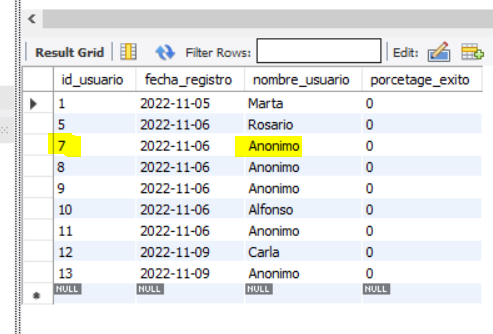 Result Grid Filter Rows: Edit:
id_usuario fecha_registro nombre_usuario porcetage_exito
1 2022-11-05 Marta 0
5 2022-11-06 Rosario 0
7 2022-11-06 Anonimo 0
8 2022-11-06 Anonimo 0
9 2022-11-06 Anonimo 0
10 2022-11-06 Alfonso 0
11 2022-11-06 Anonimo 0
12 2022-11-09 Carla 0
13 2022-11-09 Anonimo 0
NULL NULL NULL NULL